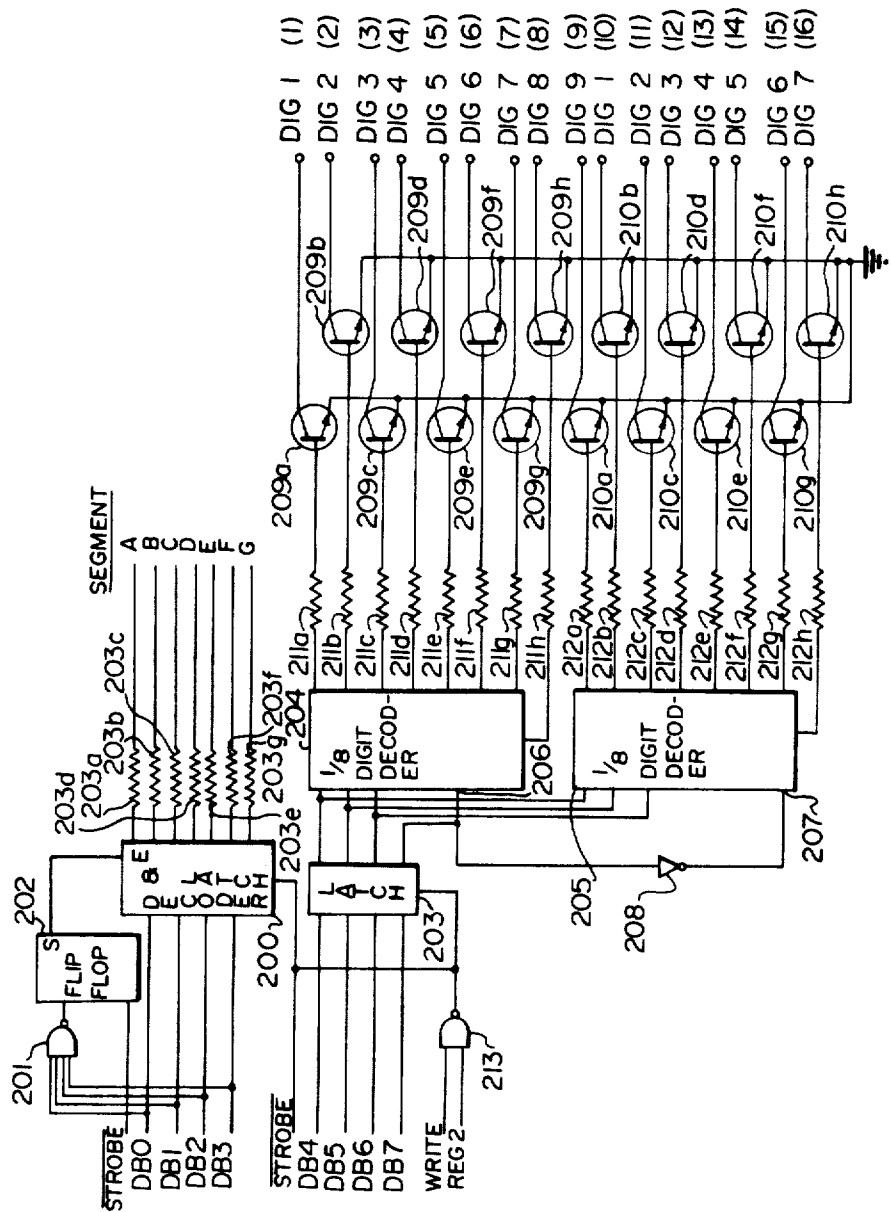 DIG 1 (1)
DIG 2 (2)
DIG 3 (3)
DIG 4 (4)
DIG 5 (5)
DIG 6 (6)
DIG 7 (7)
DIG 8 (8)
DIG 9 (9)
DIG 1 (10)
DIG 2 (11)
DIG 3 (12)
DIG 4 (13)
DIG 5 (14)
DIG 6 (15)
DIG 7 (16)
209b
209d
209f
209h
210b
210d
210f
210h
209a
209c
209e
209g
210a
210c
210e
210g
SEGMENT
A
B
C
D
E
F
G
203d
203a
203b
203c
203f
203g
203e
211a
211b
211c
211d
211e
211f
211g
211h
212a
212b
212c
212d
212e
212f
212g
212h
204
1/8
DIGIT
DECOD-
ER
206
205
1/8
DIGIT
DECOD-
ER
207
208
202
S
FLIP
FLOP
201
E
D &
E
C L
O A
D T
E C
R H
200
LATCH
203
213
STROBE
DB0
DB1
DB2
DB3
STROBE
DB4
DB5
DB6
DB7
WRITE
REG2